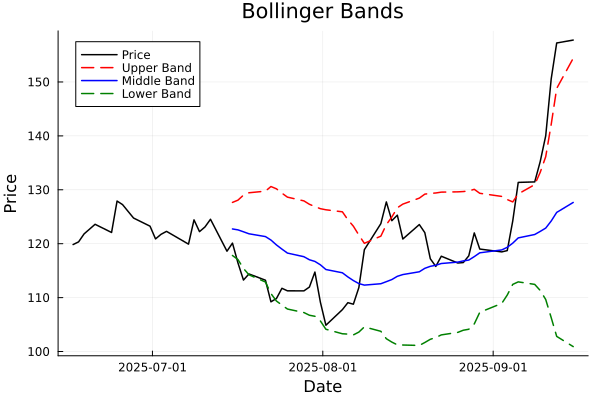 Bollinger Bands
Price
Upper Band
Middle Band
Lower Band
Price
150
140
130
120
110
100
2025-07-01 2025-08-01 2025-09-01
Date